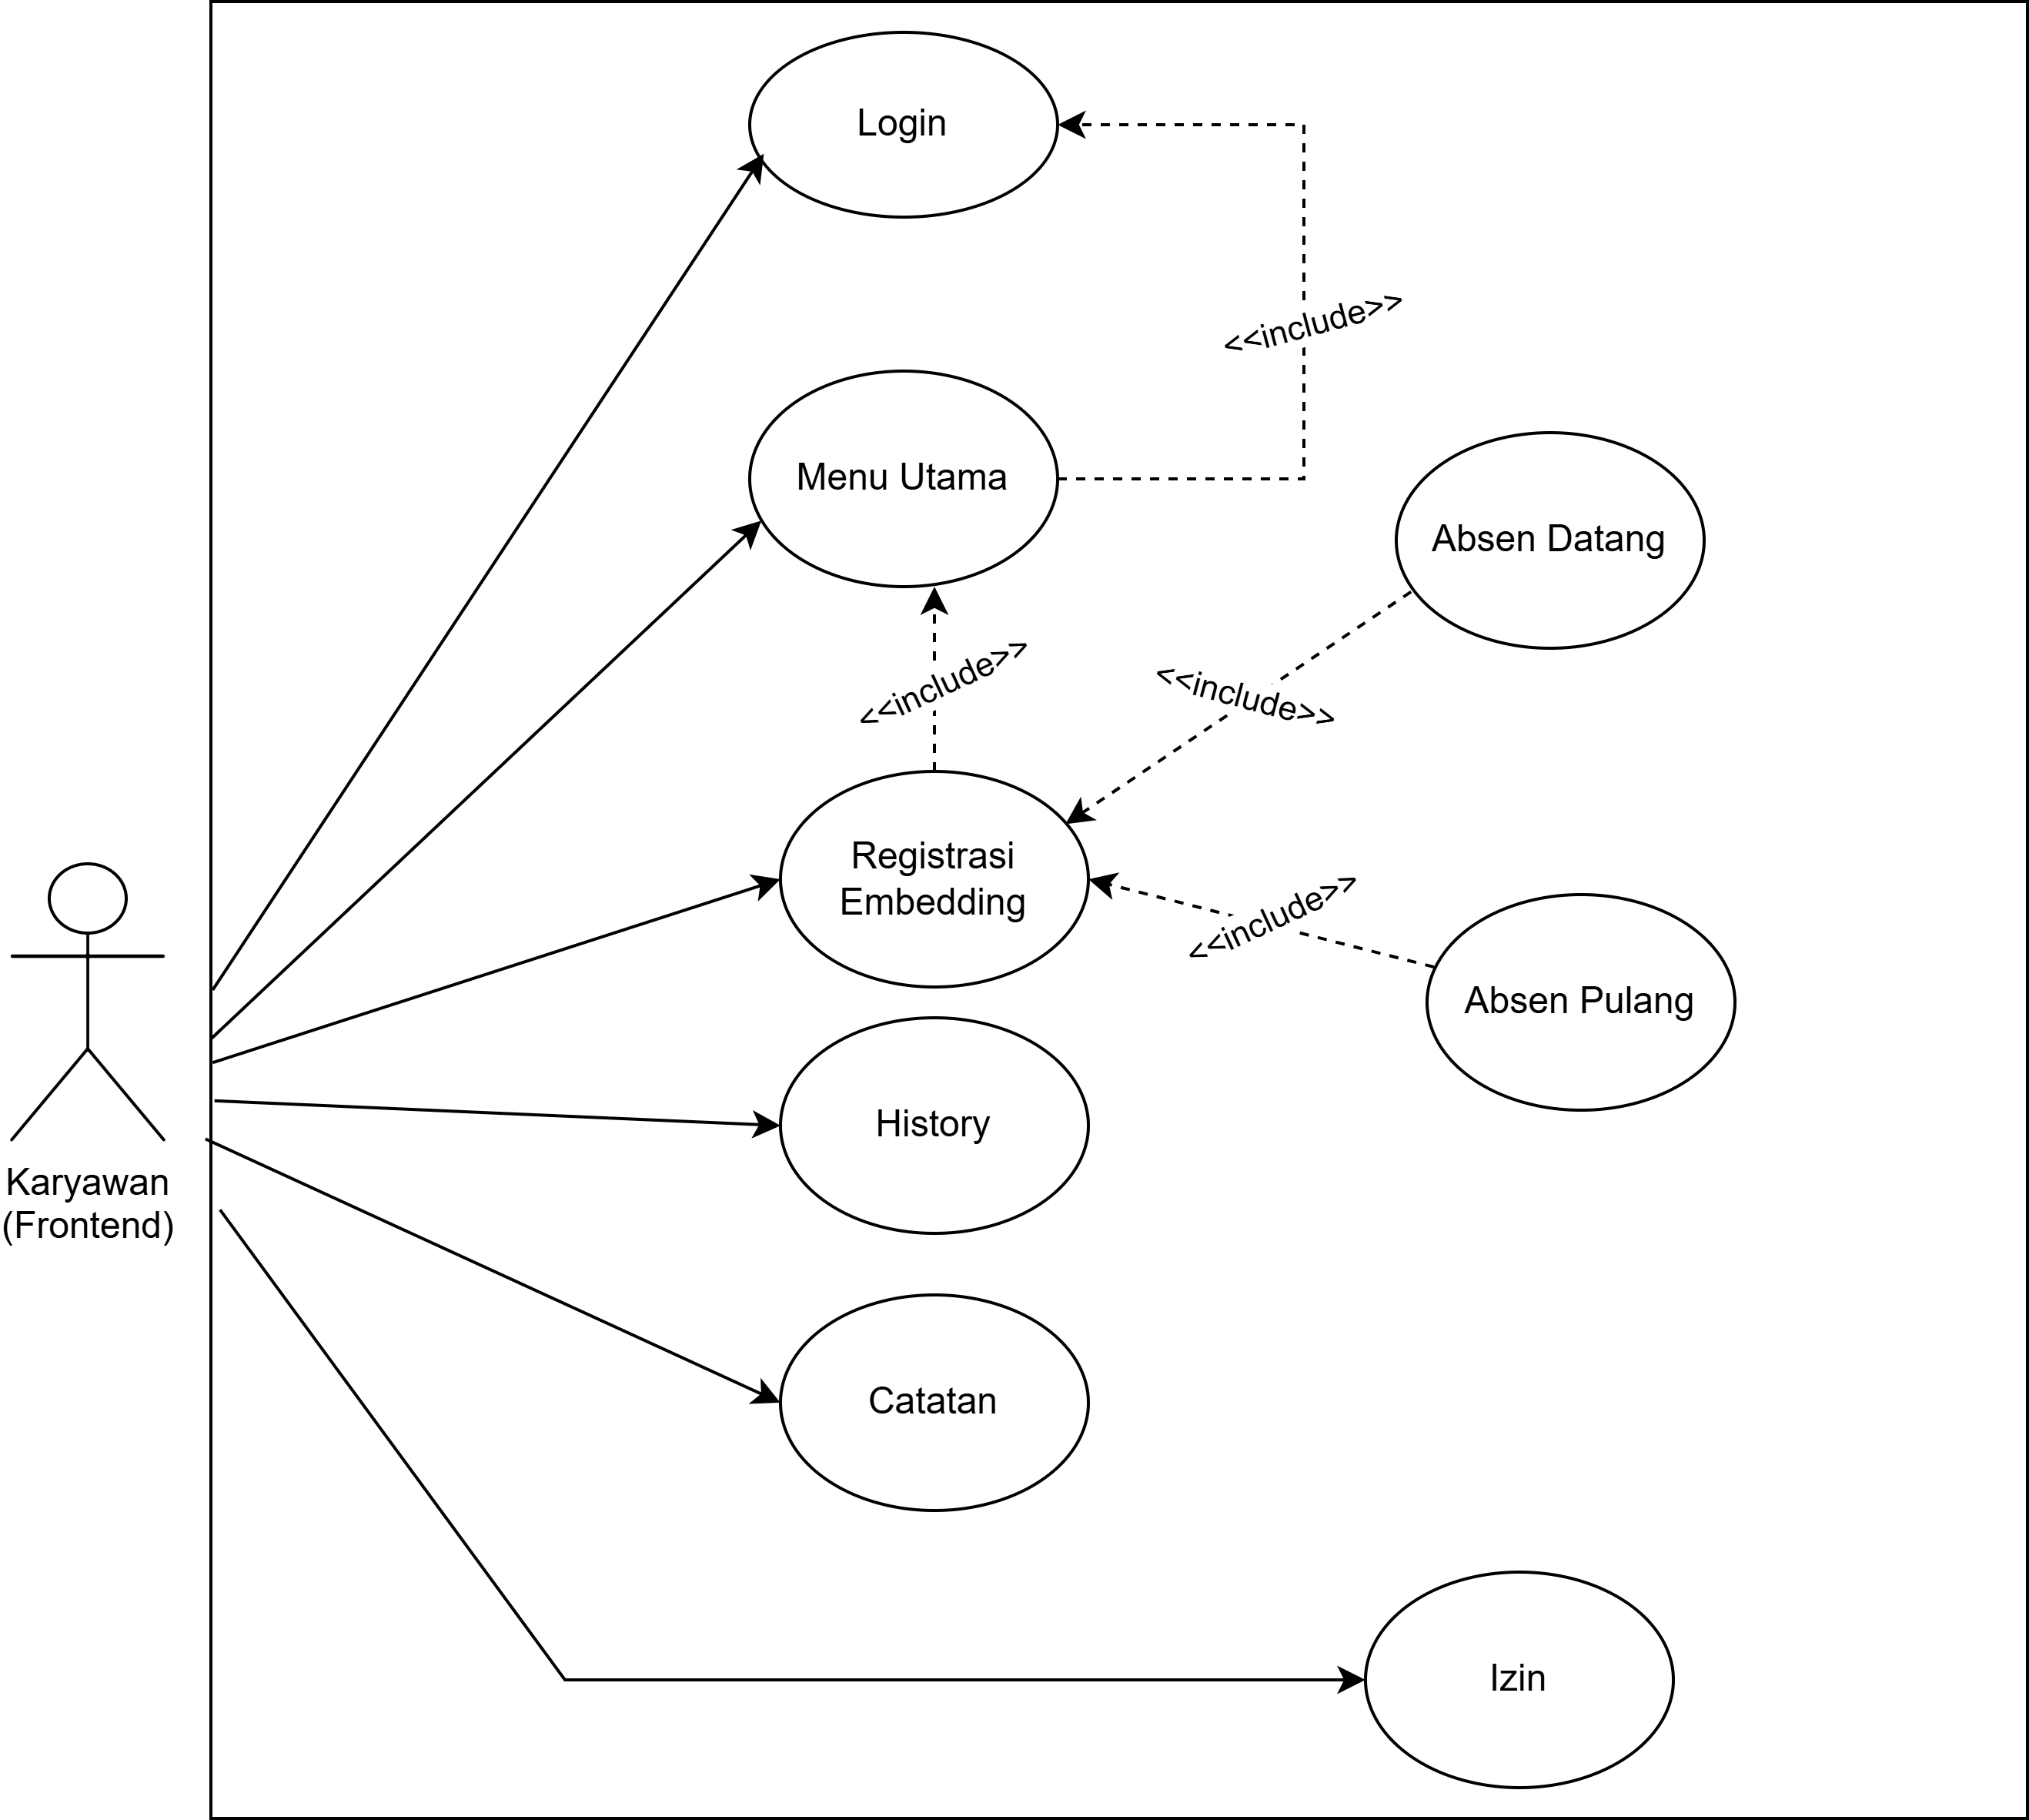 Login
<<include>>
Menu Utama
Absen Datang
<<include>>
<<include>>
Registrasi
Embedding
<<include>>
Absen Pulang
History
Karyawan
(Frontend)
Catatan
Izin